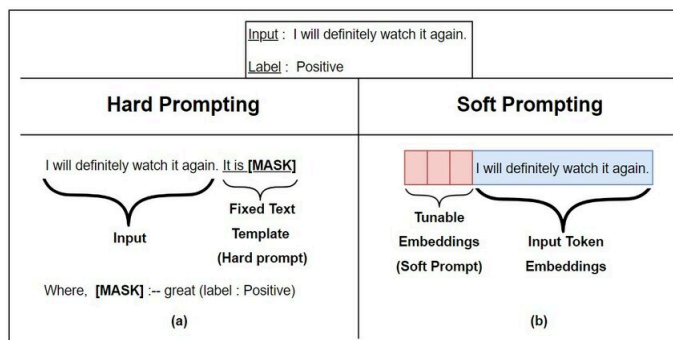 Input : I will definitely watch it again.
Label : Positive
Hard Prompting
I will definitely watch it again. It is [MASK]
Input
Fixed Text
Template
(Hard prompt)
Where, [MASK] :-- great (label : Positive)
(a)
Soft Prompting
I will definitely watch it again.
Tunable
Embeddings
(Soft Prompt)
Input Token
Embeddings
(b)